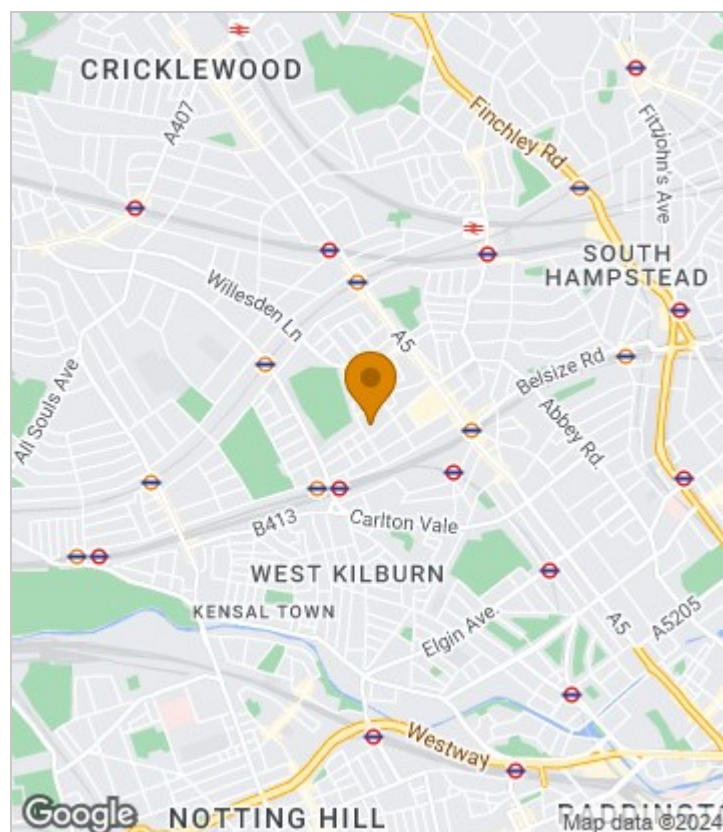 CRICKLEWOOD
A407
Finchley Rd
Fitzjohn's Ave
SOUTH
HAMPSTEAD
Willesden Ln
A5
Belsize Rd
All Souls Ave
Abbey Rd.
B413
Carlton Vale
WEST KILBURN
KENSAL TOWN
Elgin Ave.
A5
A5205
Westway
Google
NOTTING HILL
Map data ©2024